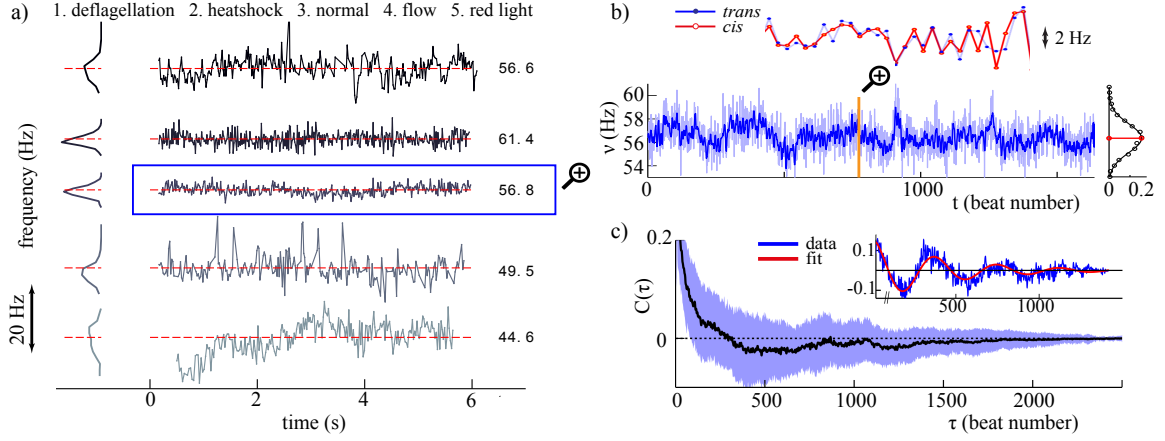 a)
1. deflagellation 2. heatshock 3. normal 4. flow 5. red light
frequency (Hz)
20 Hz
56. 6
61. 4
56. 8
49. 5
44. 6
0 2 4 6
time (s)
b)
trans
cis
2 Hz
ν (Hz)
60
58
56
54
0 1000
t (beat number)
0 0.2
c)
data
fit
C(τ)
0.2
0
0.1
-0.1
500 1000
0 500 1000 1500 2000
τ (beat number)